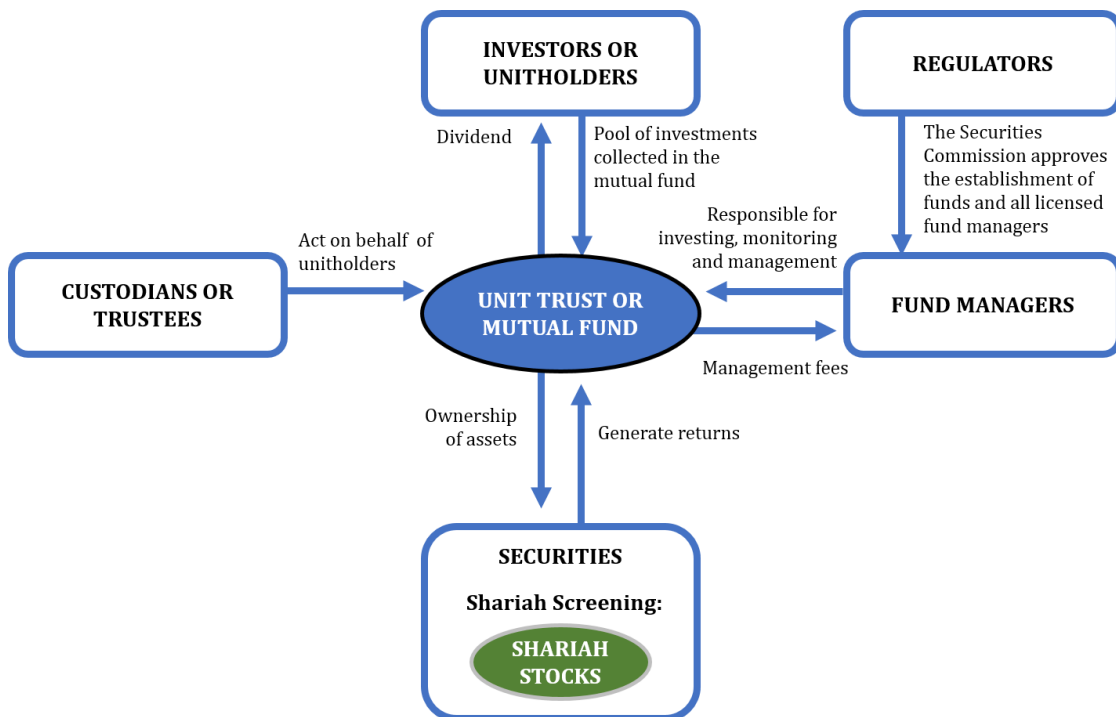 INVESTORS OR
UNITHOLDERS
REGULATORS
Dividend
Pool of investments
collected in the
mutual fund
The Securities
Commission approves
the establishment of
funds and all licensed
fund managers
Act on behalf of
unitholders
Responsible for
investing, monitoring
and management
CUSTODIANS OR
TRUSTEES
UNIT TRUST OR
MUTUAL FUND
FUND MANAGERS
Management fees
Ownership
of assets
Generate returns
SECURITIES
Shariah Screening:
SHARIAH
STOCKS